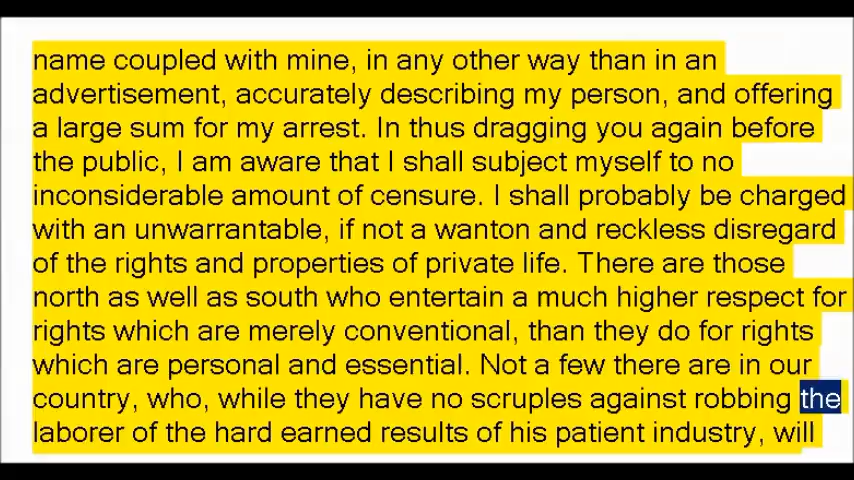 name coupled with mine, in any other way than in an
advertisement, accurately describing my person, and offering
a large sum for my arrest. In thus dragging you again before
the public, I am aware that I shall subject myself to no
inconsiderable amount of censure. I shall probably be charged
with an unwarrantable, if not a wanton and reckless disregard
of the rights and properties of private life. There are those
north as well as south who entertain a much higher respect for
rights which are merely conventional, than they do for rights
which are personal and essential. Not a few there are in our
country, who, while they have no scruples against robbing the
laborer of the hard earned results of his patient industry, will